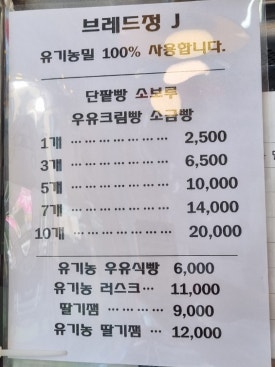 브레드정 J
유기농밀 100% 사용합니다.
단팥빵 소보루
우유크림빵 소금빵
1개 ··· ··· ··· ··· ··· ··· 2,500
3개 ··· ··· ··· ··· ··· ··· 6,500
5개 ··· ··· ··· ··· ··· ··· 10,000
7개 ··· ··· ··· ··· ··· ··· 14,000
10개 ··· ··· ··· ··· ··· ··· 20,000
유기농 우유식빵 6,000
유기농 러스크··· 11,000
딸기잼 ··· ··· ··· ··· 9,000
유기농 딸기잼 ··· 12,000